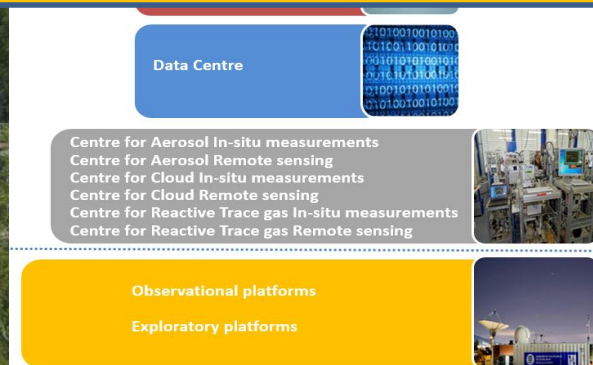 Data Centre
Centre for Aerosol In-situ measurements
Centre for Aerosol Remote sensing
Centre for Cloud In-situ measurements
Centre for Cloud Remote sensing
Centre for Reactive Trace gas In-situ measurements
Centre for Reactive Trace gas Remote sensing
Observational platforms
Exploratory platforms